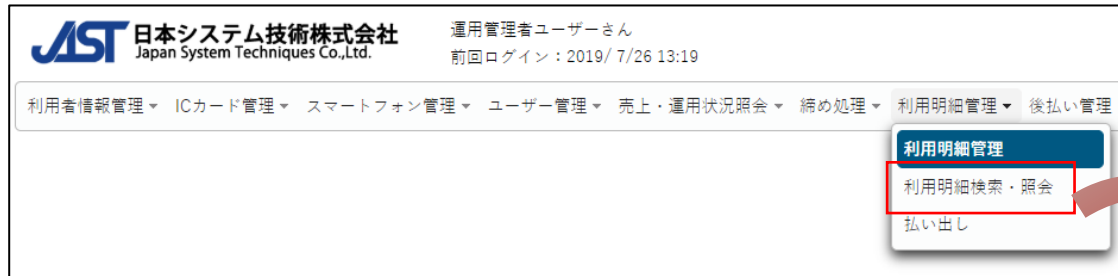 JAST 日本システム技術株式会社
Japan System Techniques Co.,Ltd.
運用管理者ユーザーさん
前回ログイン：2019/ 7/26 13:19
利用者情報管理 ICカード管理 スマートフォン管理 ユーザー管理 売上・運用状況照会 締め処理 利用明細管理 後払い管理
利用明細管理
利用明細検索・照会
払い出し